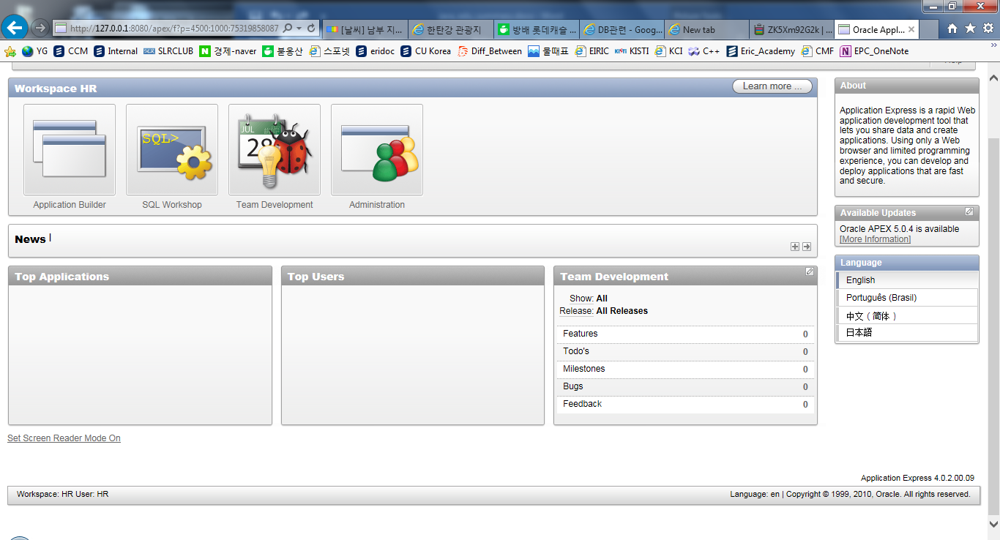 http://127.0.0.1:8080/apex/f?p=4500:1000:75319858087
[날씨] 남부 지...
한탄강 관광지
방배 롯데캐슬 ...
DB관련 - Goog...
New tab
ZK5Xm92G2k | ...
Oracle Appl...
YG
CCM
Internal
SLRCLUB
경제-naver
붇옹산
스포넷
eridoc
CU Korea
Diff_Between
물때표
EIRIC
KISTI KISTI
KCI
C++
Eric_Academy
CMF
EPC_OneNote
Workspace HR
Learn more ...
SQL>
JUL
28
Application Builder
SQL Workshop
Team Development
Administration
News
Top Applications
Top Users
Team Development
Show: All
Release: All Releases
Features 0
Todo's 0
Milestones 0
Bugs 0
Feedback 0
About
Application Express is a rapid Web
application development tool that
lets you share data and create
applications. Using only a Web
browser and limited programming
experience, you can develop and
deploy applications that are fast
and secure.
Available Updates
Oracle APEX 5.0.4 is available
[More Information]
Language
English
Português (Brasil)
中文（简体）
日本語
Set Screen Reader Mode On
Application Express 4.0.2.00.09
Workspace: HR User: HR
Language: en | Copyright © 1999, 2010, Oracle. All rights reserved.